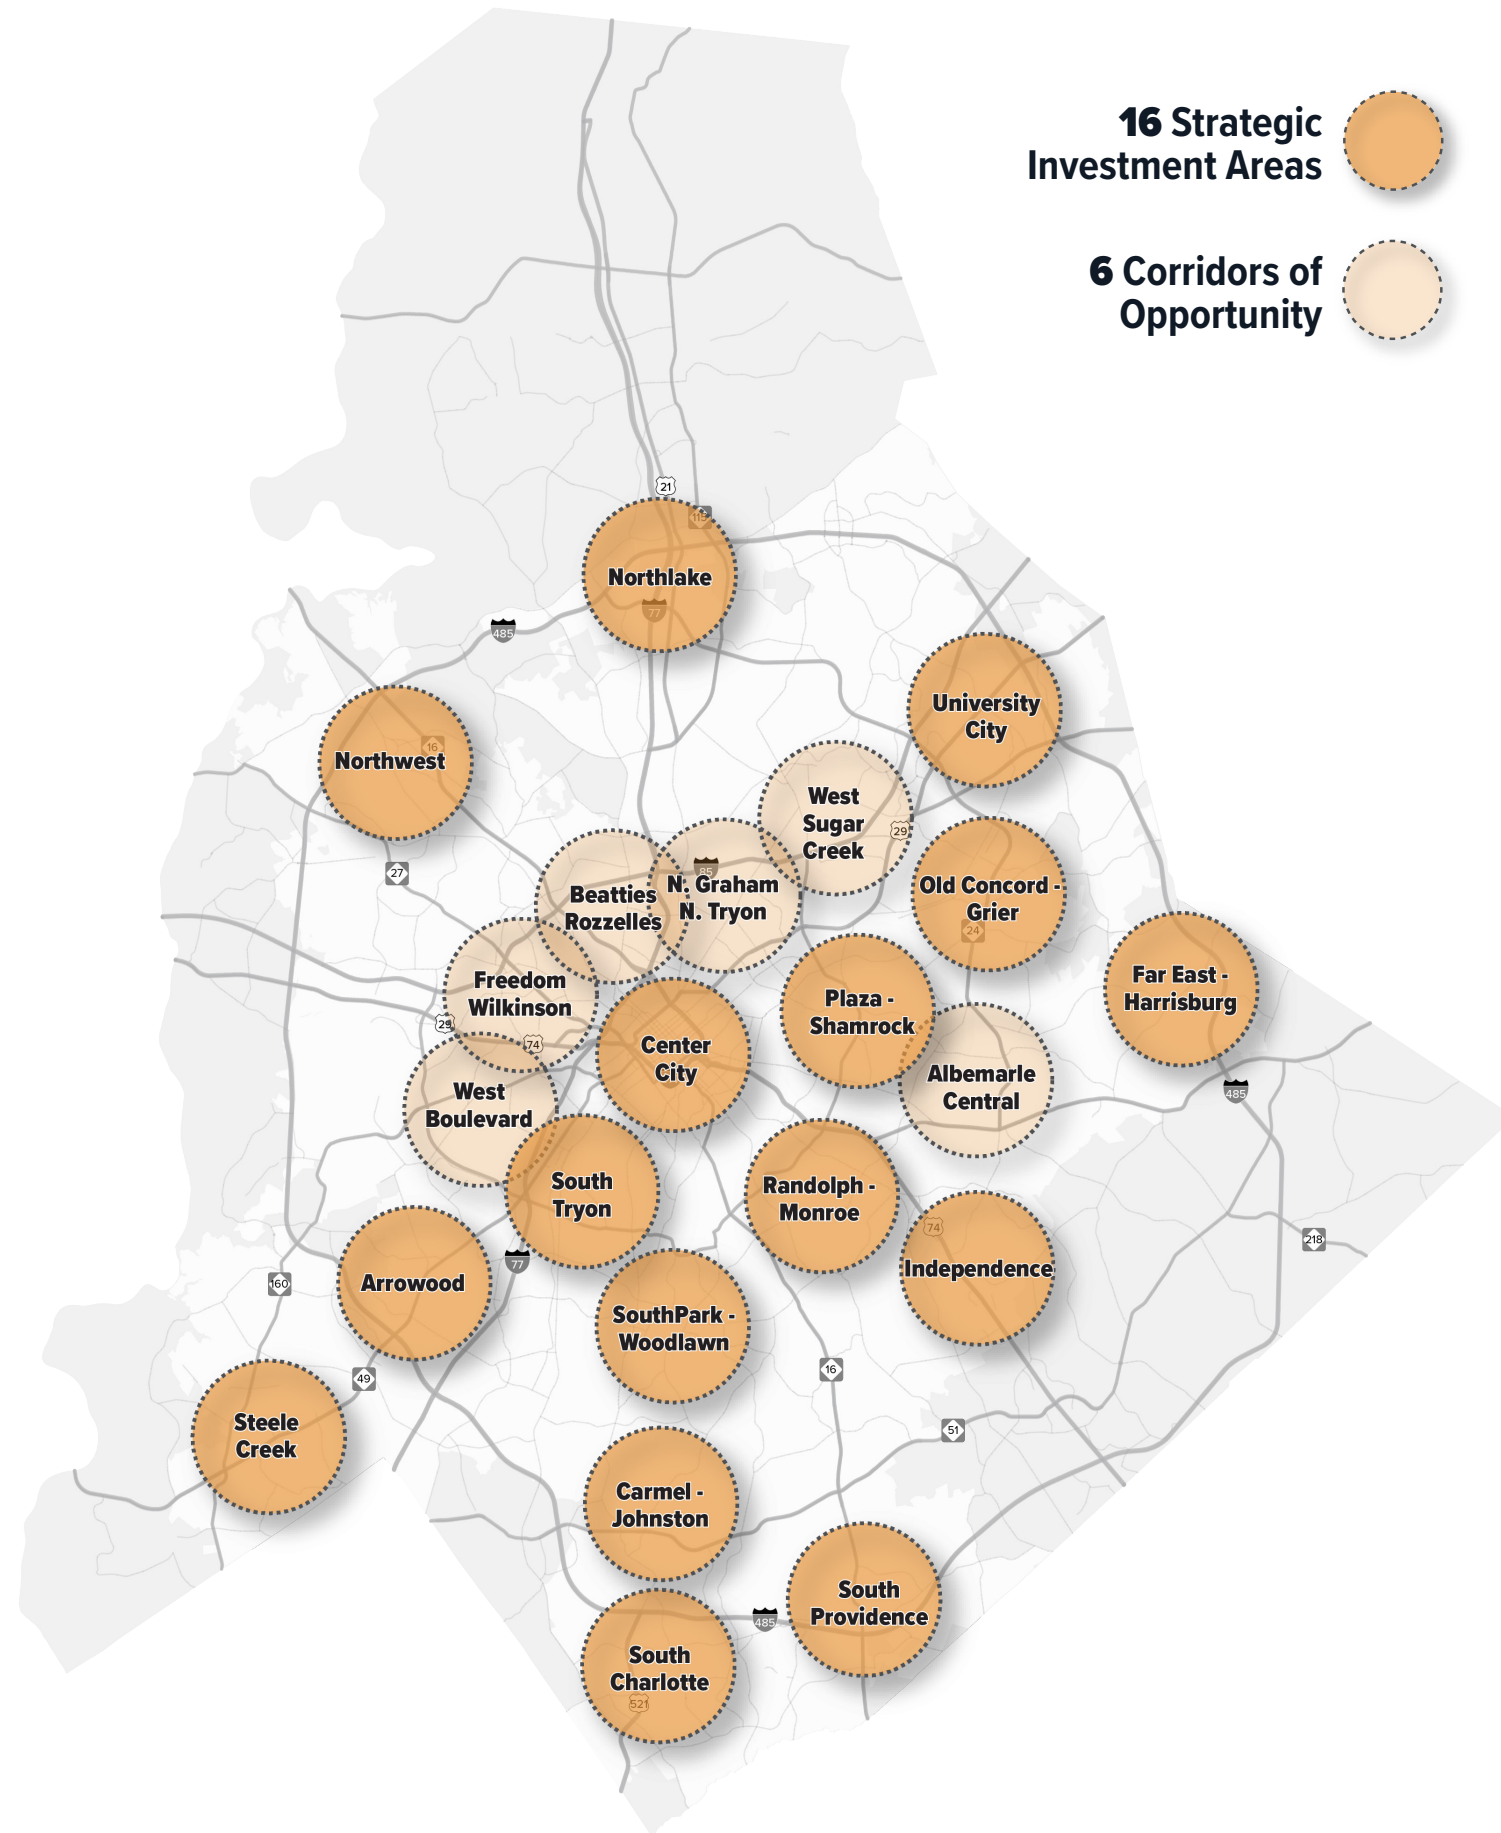 16 Strategic
Investment Areas
6 Corridors of
Opportunity
21
115
Northlake
77
485
University
City
16
Northwest
West
Sugar
Creek
29
27
85
N. Graham
N. Tryon
Beatties
Rozzelles
Old Concord -
Grier
24
Far East -
Harrisburg
Freedom
Wilkinson
29
74
Plaza -
Shamrock
Center
City
Albemarle
Central
485
West
Boulevard
South
Tryon
Randolph -
Monroe
74
218
Independence
77
160
Arrowood
SouthPark -
Woodlawn
16
49
Steele
Creek
51
Carmel -
Johnston
South
Providence
485
South
Charlotte
521